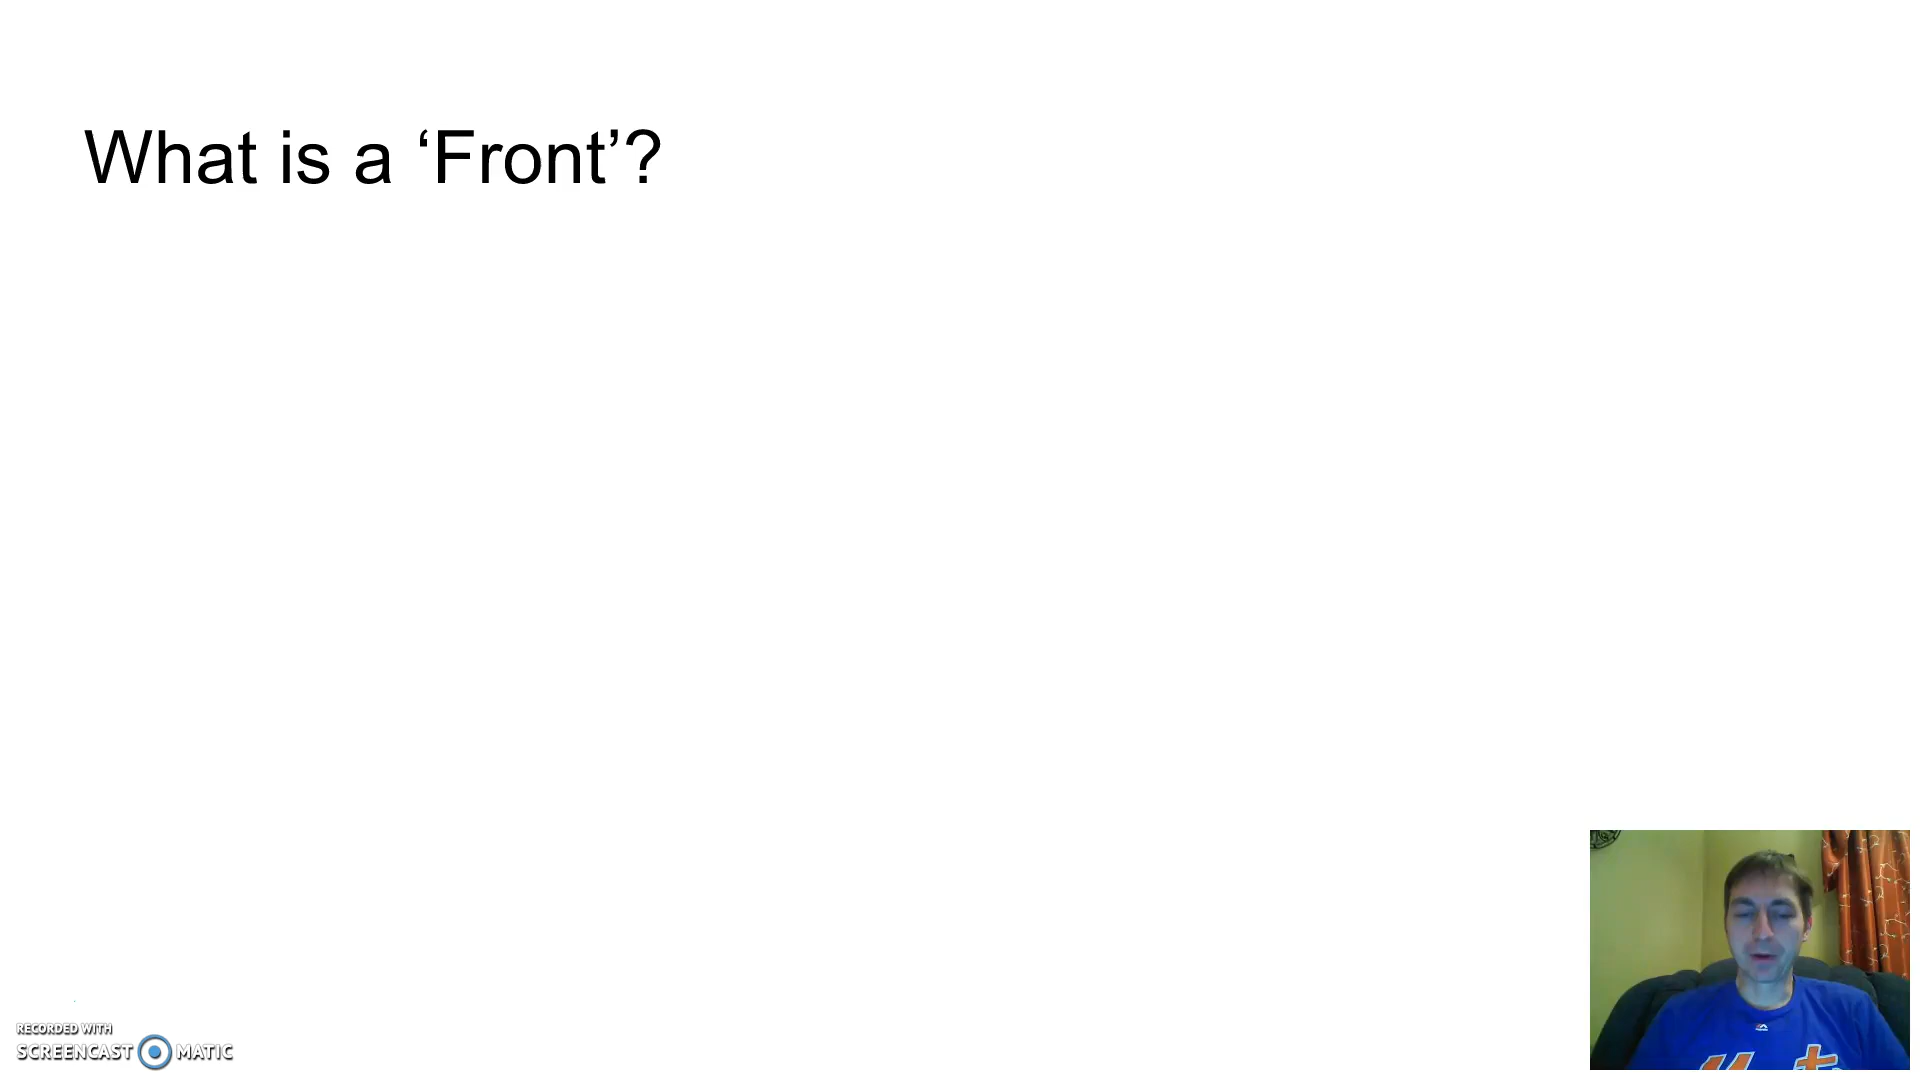 What is a ‘Front’?
RECORDED WITH
SCREENCAST MATIC